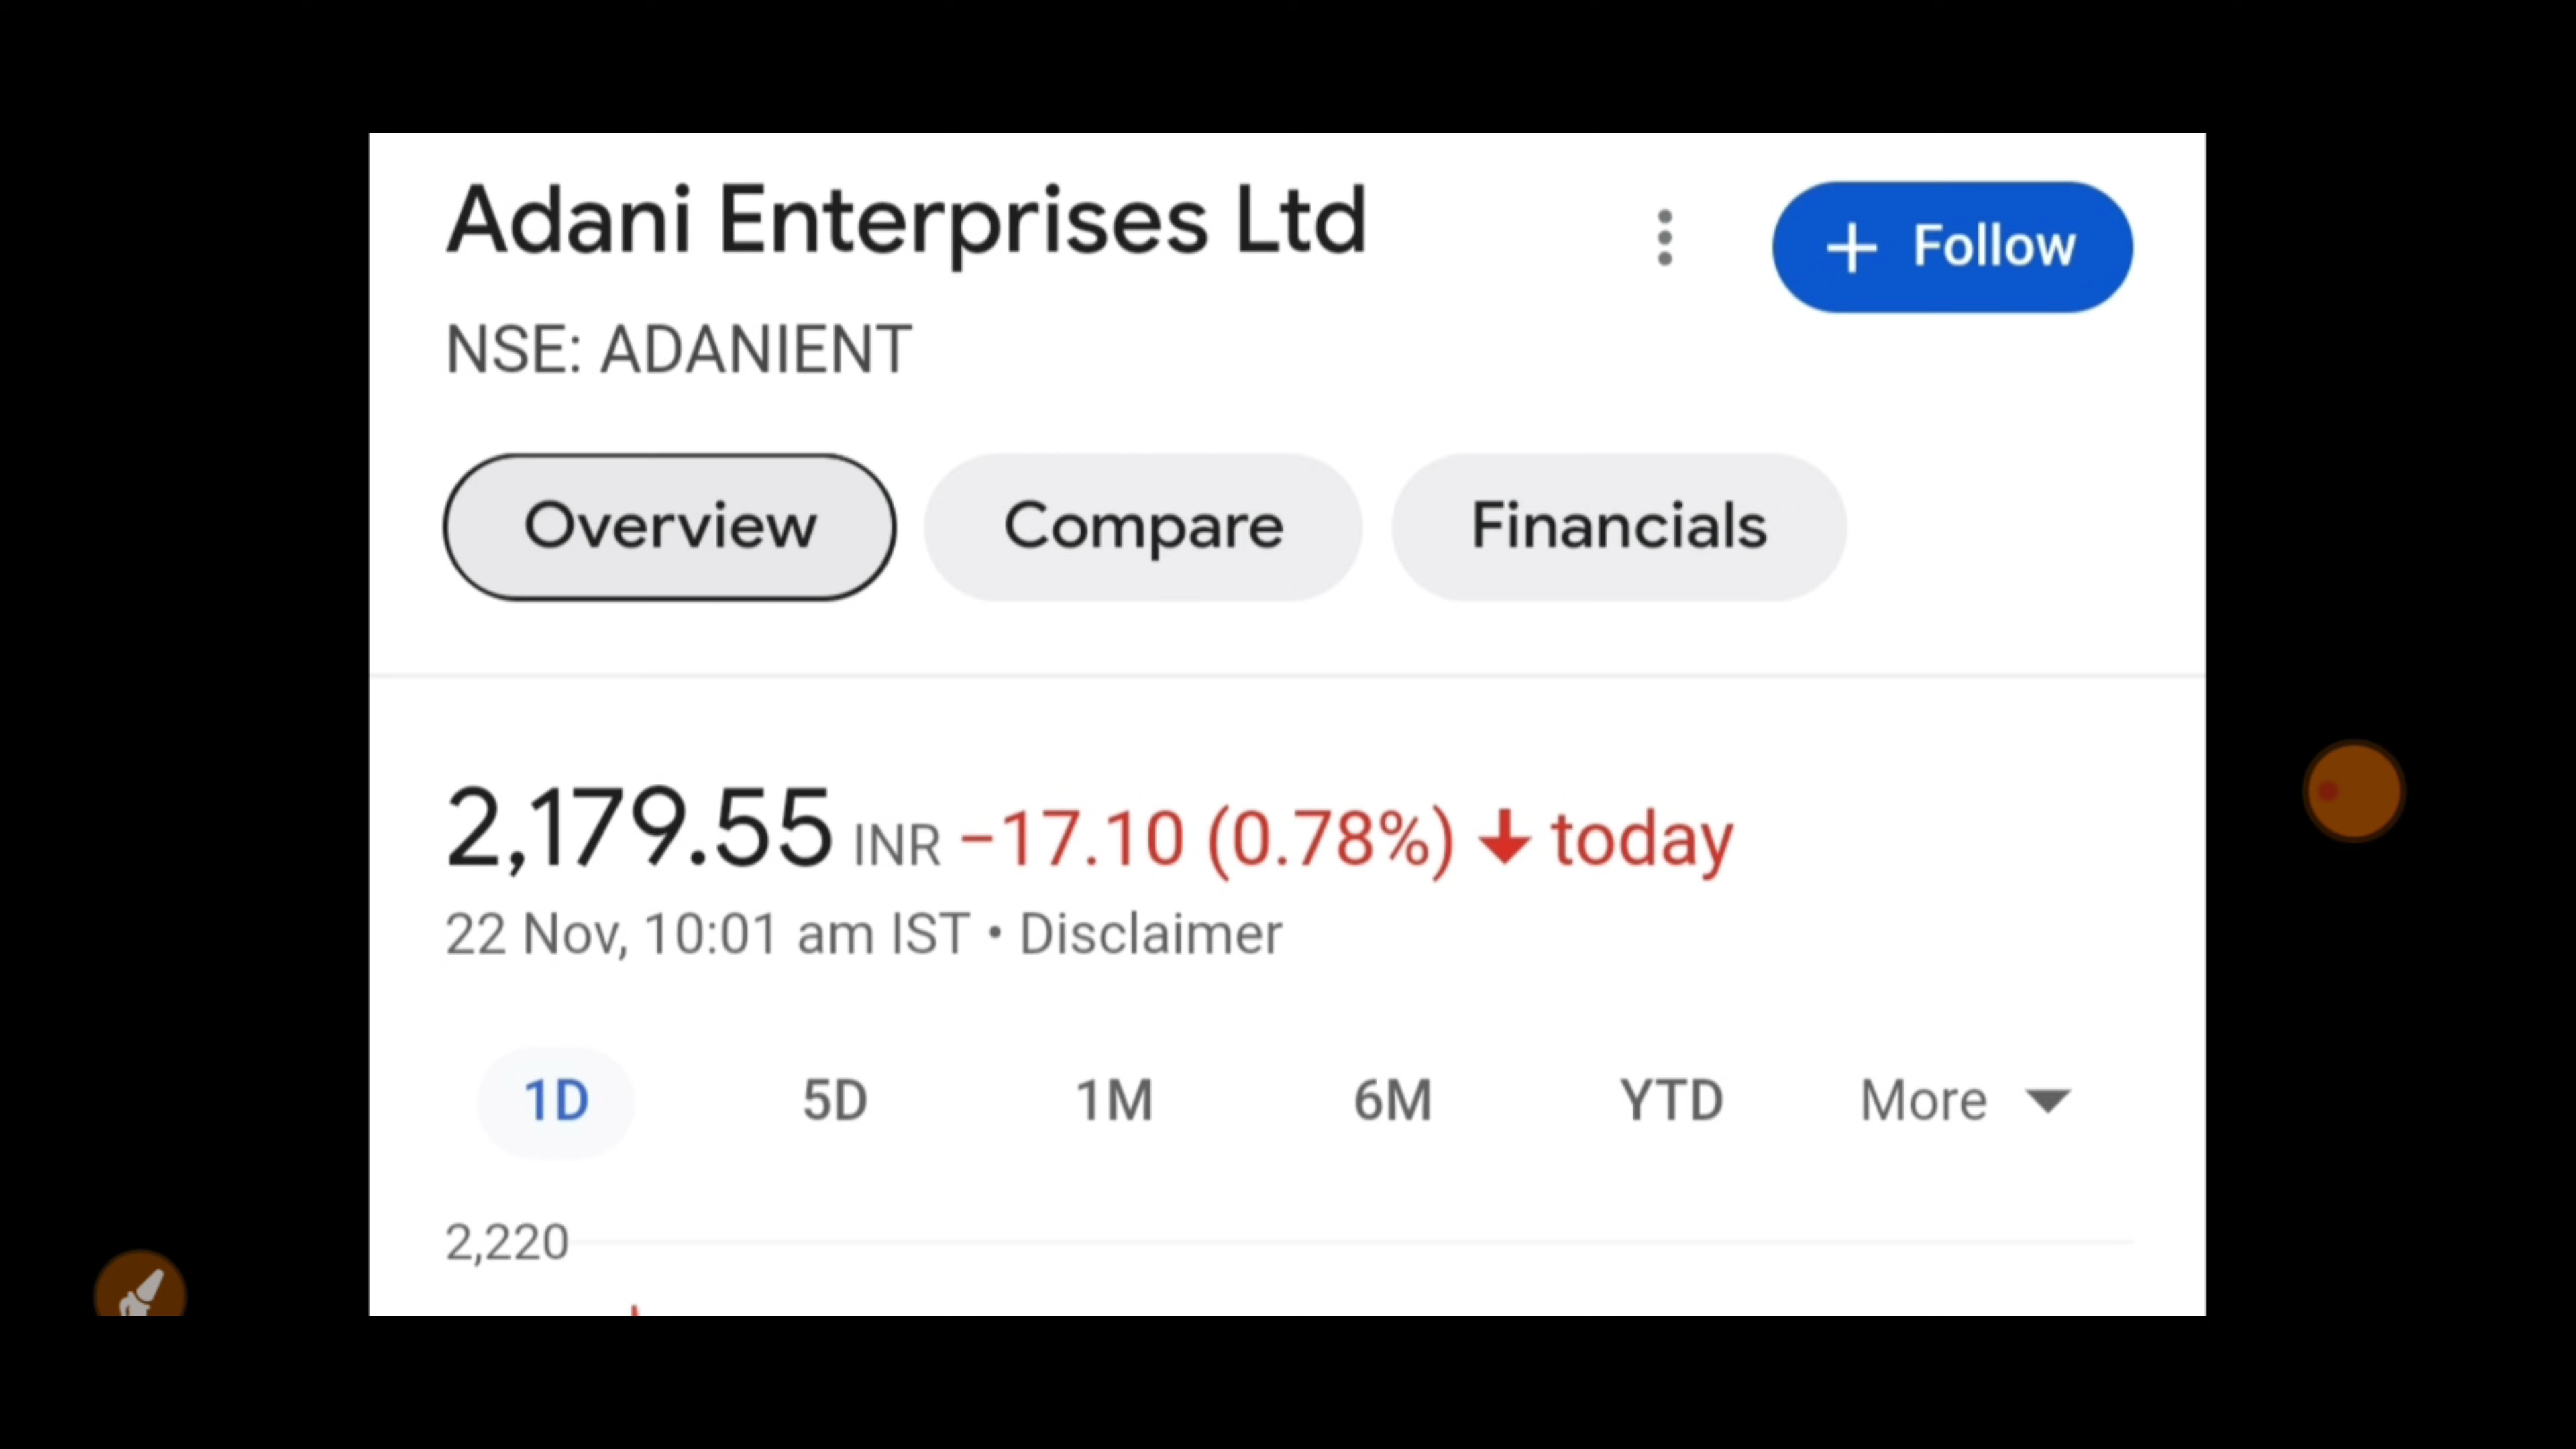 Adani Enterprises Ltd
+ Follow
NSE: ADANIENT
Overview Compare Financials
2,179.55 INR −17.10 (0.78%) ↓ today
22 Nov, 10:01 am IST • Disclaimer
1D 5D 1M 6M YTD More
2,220